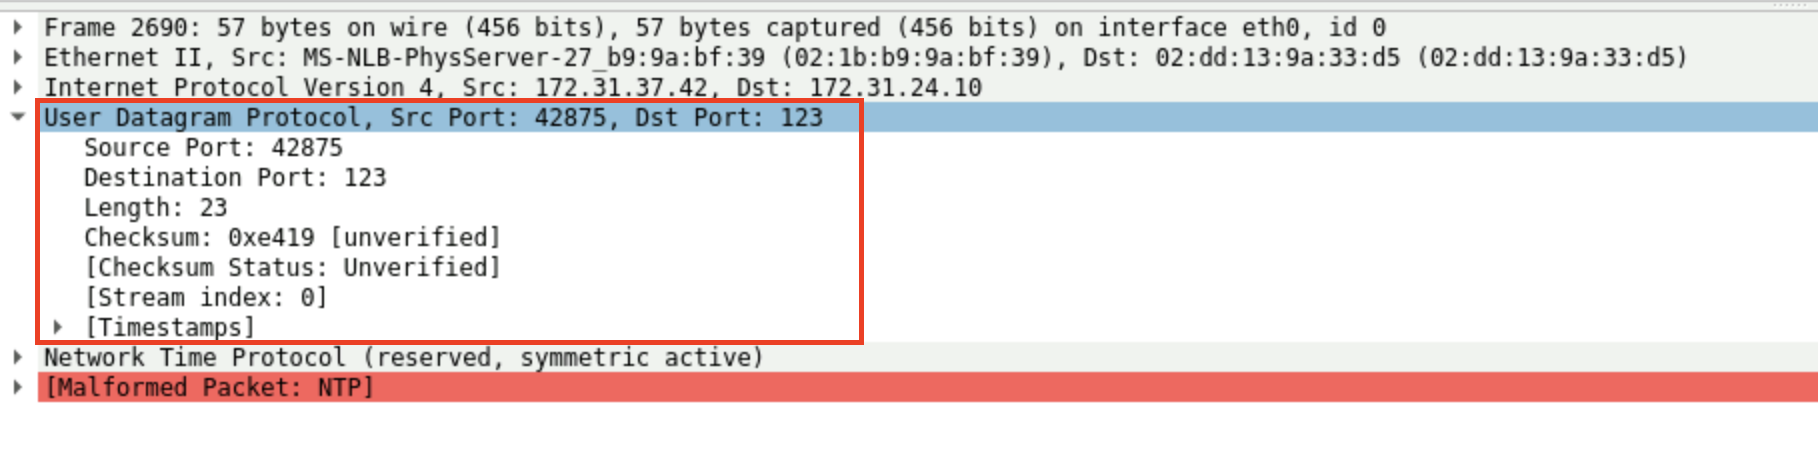 Frame 2690: 57 bytes on wire (456 bits), 57 bytes captured (456 bits) on interface eth0, id 0
Ethernet II, Src: MS-NLB-PhysServer-27_b9:9a:bf:39 (02:1b:b9:9a:bf:39), Dst: 02:dd:13:9a:33:d5 (02:dd:13:9a:33:d5)
Internet Protocol Version 4, Src: 172.31.37.42, Dst: 172.31.24.10
User Datagram Protocol, Src Port: 42875, Dst Port: 123
Source Port: 42875
Destination Port: 123
Length: 23
Checksum: 0xe419 [unverified]
[Checksum Status: Unverified]
[Stream index: 0]
[Timestamps]
Network Time Protocol (reserved, symmetric active)
[Malformed Packet: NTP]